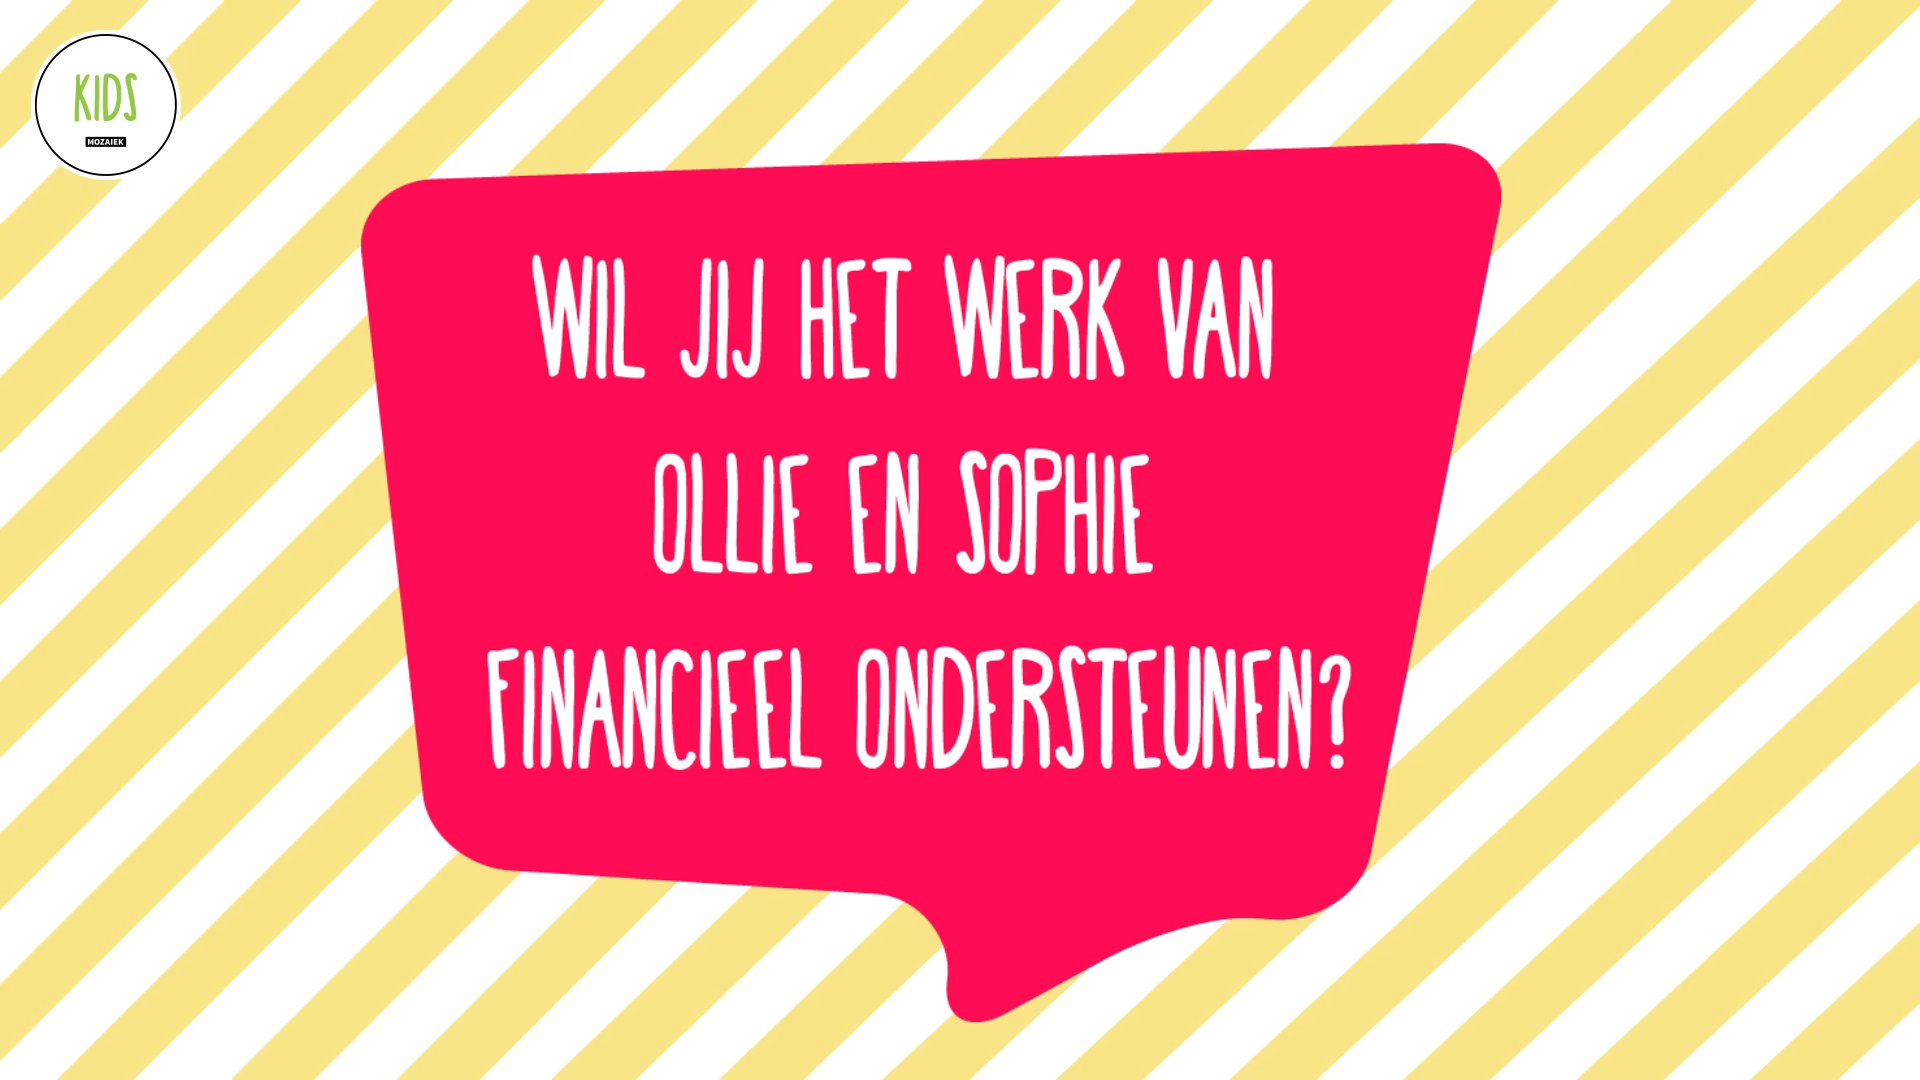 KIDS
MOZAIEK
WIL JIJ HET WERK VAN
OLLIE EN SOPHIE
FINANCIEEL ONDERSTEUNEN?